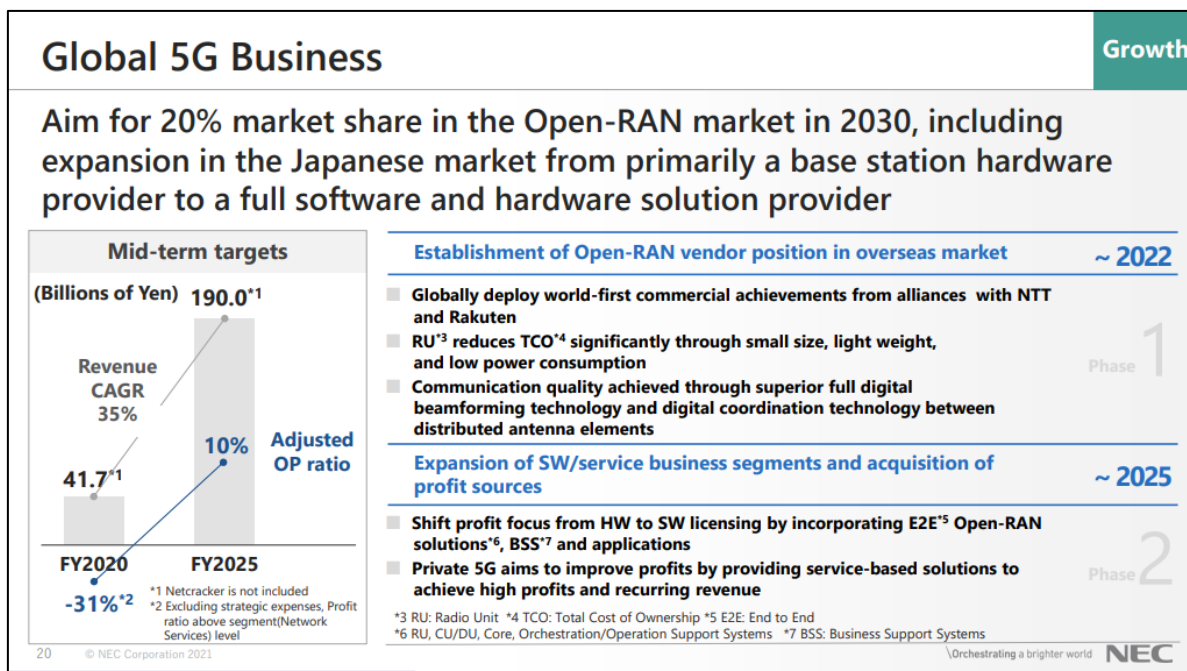 Global 5G Business
Growth
Aim for 20% market share in the Open-RAN market in 2030, including
expansion in the Japanese market from primarily a base station hardware
provider to a full software and hardware solution provider
Mid-term targets
(Billions of Yen)
190.0*1
Revenue
CAGR
35%
10%
Adjusted
OP ratio
41.7*1
FY2020
FY2025
-31%*2
*1 Netcracker is not included
*2 Excluding strategic expenses, Profit
ratio above segment(Network
Services) level
Establishment of Open-RAN vendor position in overseas market
~ 2022
Globally deploy world-first commercial achievements from alliances with NTT
and Rakuten
RU*3 reduces TCO*4 significantly through small size, light weight,
and low power consumption
Communication quality achieved through superior full digital
beamforming technology and digital coordination technology between
distributed antenna elements
Phase 1
Expansion of SW/service business segments and acquisition of
profit sources
~ 2025
Shift profit focus from HW to SW licensing by incorporating E2E*5 Open-RAN
solutions*6, BSS*7 and applications
Private 5G aims to improve profits by providing service-based solutions to
achieve high profits and recurring revenue
Phase 2
*3 RU: Radio Unit *4 TCO: Total Cost of Ownership *5 E2E: End to End
*6 RU, CU/DU, Core, Orchestration/Operation Support Systems *7 BSS: Business Support Systems
20
© NEC Corporation 2021
\Orchestrating a brighter world
NEC